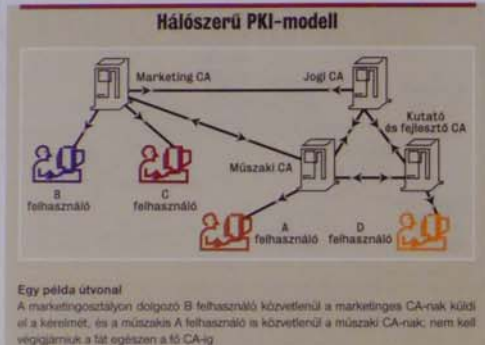 Hálószerű PKI-modell
Marketing CA
Jogi CA
Kutató
és fejlesztő CA
Műszaki CA
B
felhasználó
C
felhasználó
A
felhasználó
D
felhasználó
Egy példa útvonal
A marketingosztályon dolgozó B felhasználó közvetlenül a marketinges CA-nak küldi
el a kérelmét, és a műszakis A felhasználó is közvetlenül a műszaki CA-nak; nem kell
végigjárniuk a fát egészen a fő CA-ig